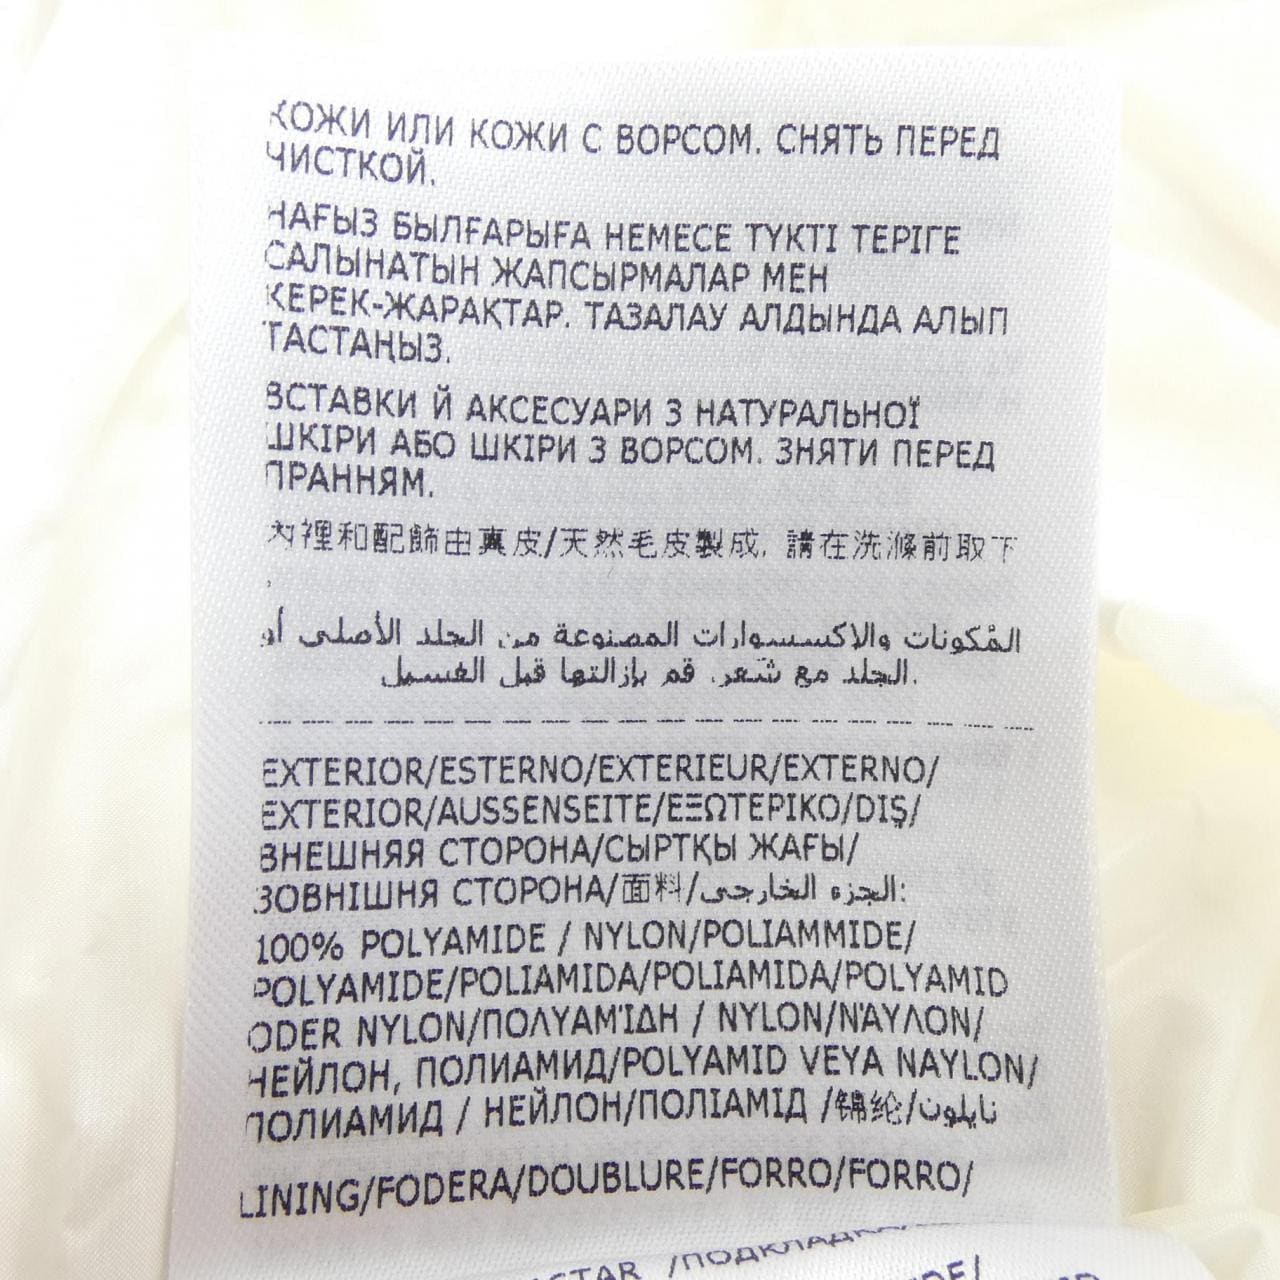 КОЖИ ИЛИ КОЖИ С ВОРСОМ. СНЯТЬ ПЕРЕД
ЧИСТКОЙ.
НАҒЫЗ БЫЛҒАРЫҒА НЕМЕСЕ ТҮКТІ ТЕРІГЕ
САЛЫНАТЫН ЖАПСЫРМАЛАР МЕН
КЕРЕК-ЖАРАҚТАР. ТАЗАЛАУ АЛДЫНДА АЛЫП
ТАСТАҢЫЗ.
ВСТАВКИ Й АКСЕСУАРИ З НАТУРАЛЬНОЇ
ШКІРИ АБО ШКІРИ З ВОРСОМ. ЗНЯТИ ПЕРЕД
ПРАННЯМ.
內裡和配飾由真皮/天然毛皮製成, 請在洗滌前取下
المُكونات والإكسسوارات المصنوعة من الجلد الأصلي أو
الجلد مع شعر. قم بإزالتها قبل الغسيل.
EXTERIOR/ESTERNO/EXTERIEUR/EXTERNO/
EXTERIOR/AUSSENSEITE/ΕΞΩΤΕΡΙΚΟ/DIŞ/
ВНЕШНЯЯ СТОРОНА/СЫРТҚЫ ЖАҒЫ/
ЗОВНІШНЯ СТОРОНА/面料/الجزء الخارجي:
100% POLYAMIDE / NYLON/POLIAMMIDE/
POLYAMIDE/POLIAMIDA/POLIAMIDA/POLYAMID
ODER NYLON/ΠΟΛΥΑΜΊΔΗ / NYLON/ΝΆΥΛΟΝ/
НЕЙЛОН, ПОЛИАМИД/POLYAMID VEYA NAYLON/
ПОЛИАМИД / НЕЙЛОН/ПОЛІАМІД /锦纶/نايلون
LINING/FODERA/DOUBLURE/FORRO/FORRO/
ASTAR /ПОДКЛАДКА/